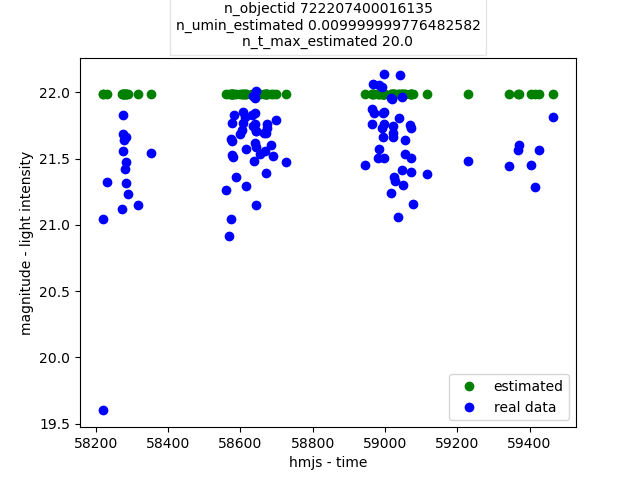 n_objectid 722207400016135
n_umin_estimated 0.009999999776482582
n_t_max_estimated 20.0
22.0
21.5
21.0
20.5
20.0
19.5
magnitude - light intensity
estimated
real data
58200 58400 58600 58800 59000 59200 59400
hmjs - time